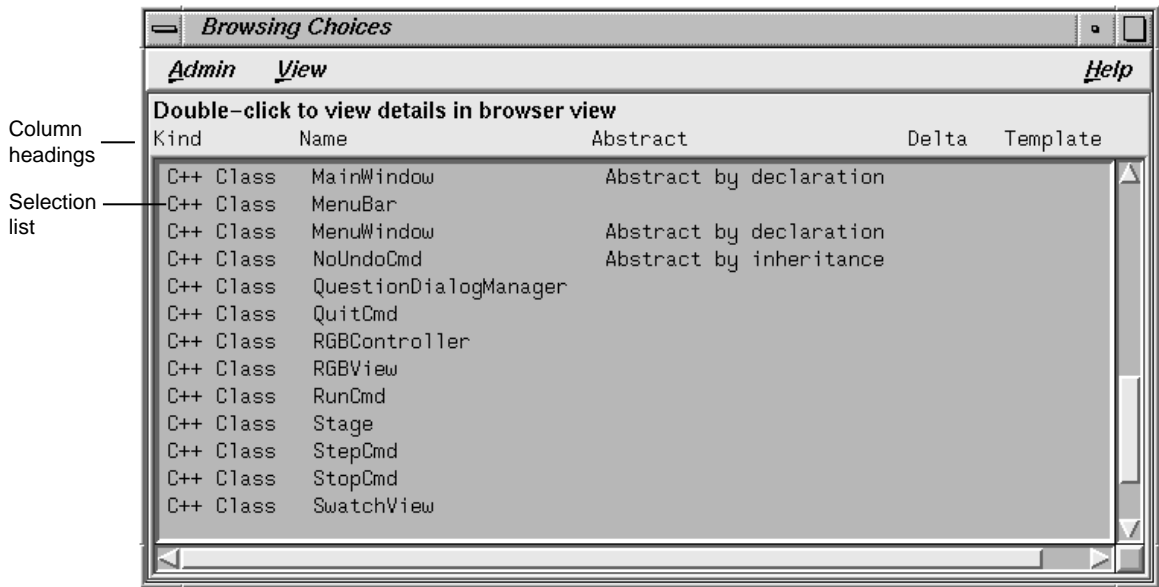 Browsing Choices
Admin View Help
Double-click to view details in browser view
Column headings
Kind Name Abstract Delta Template
C++ Class MainWindow Abstract by declaration
Selection list
C++ Class MenuBar
C++ Class MenuWindow Abstract by declaration
C++ Class NoUndoCmd Abstract by inheritance
C++ Class QuestionDialogManager
C++ Class QuitCmd
C++ Class RGBController
C++ Class RGBView
C++ Class RunCmd
C++ Class Stage
C++ Class StepCmd
C++ Class StopCmd
C++ Class SwatchView